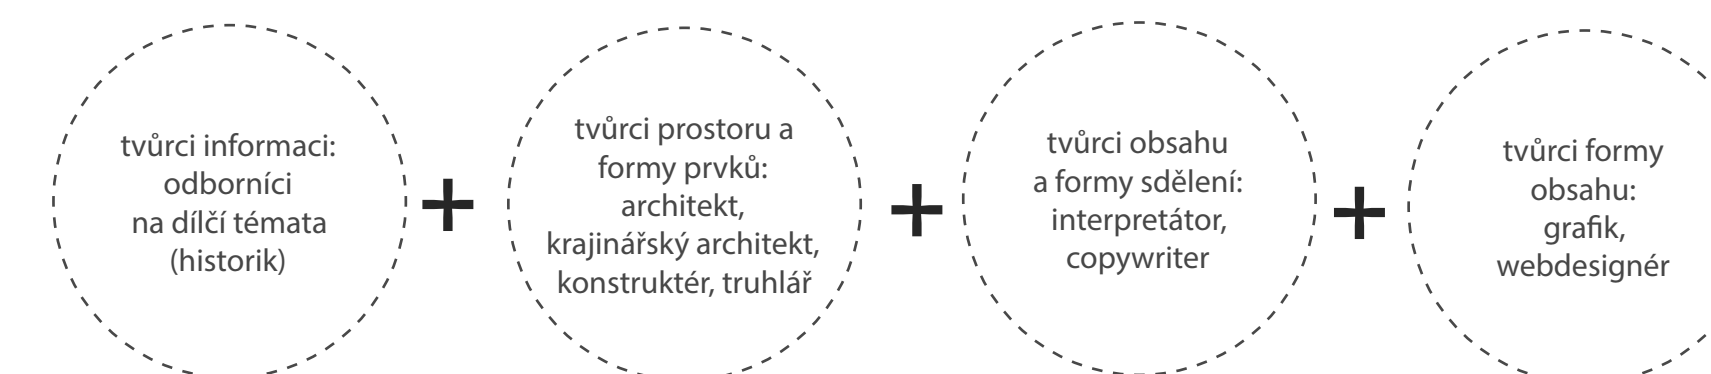 tvůrci informaci:
odborníci
na dílčí témata
(historik)
+
tvůrci prostoru a
formy prvků:
architekt,
krajinářský architekt,
konstruktér, truhlář
+
tvůrci obsahu
a formy sdělení:
interpretátor,
copywriter
+
tvůrci formy
obsahu:
grafik,
webdesignér